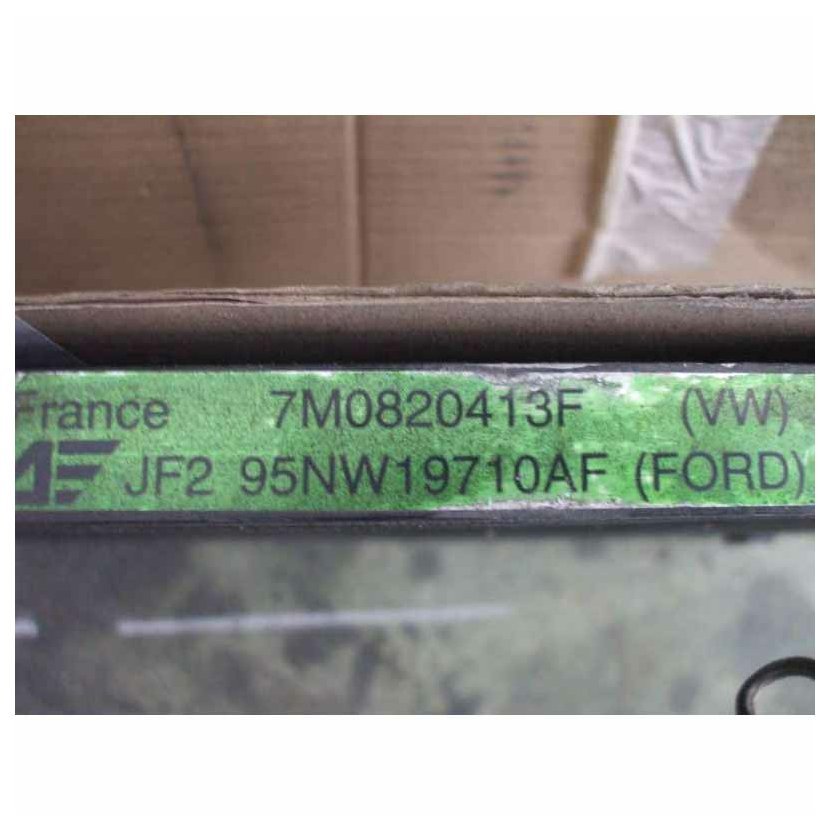 France 7M0820413F (VW)
JF2 95NW19710AF (FORD)